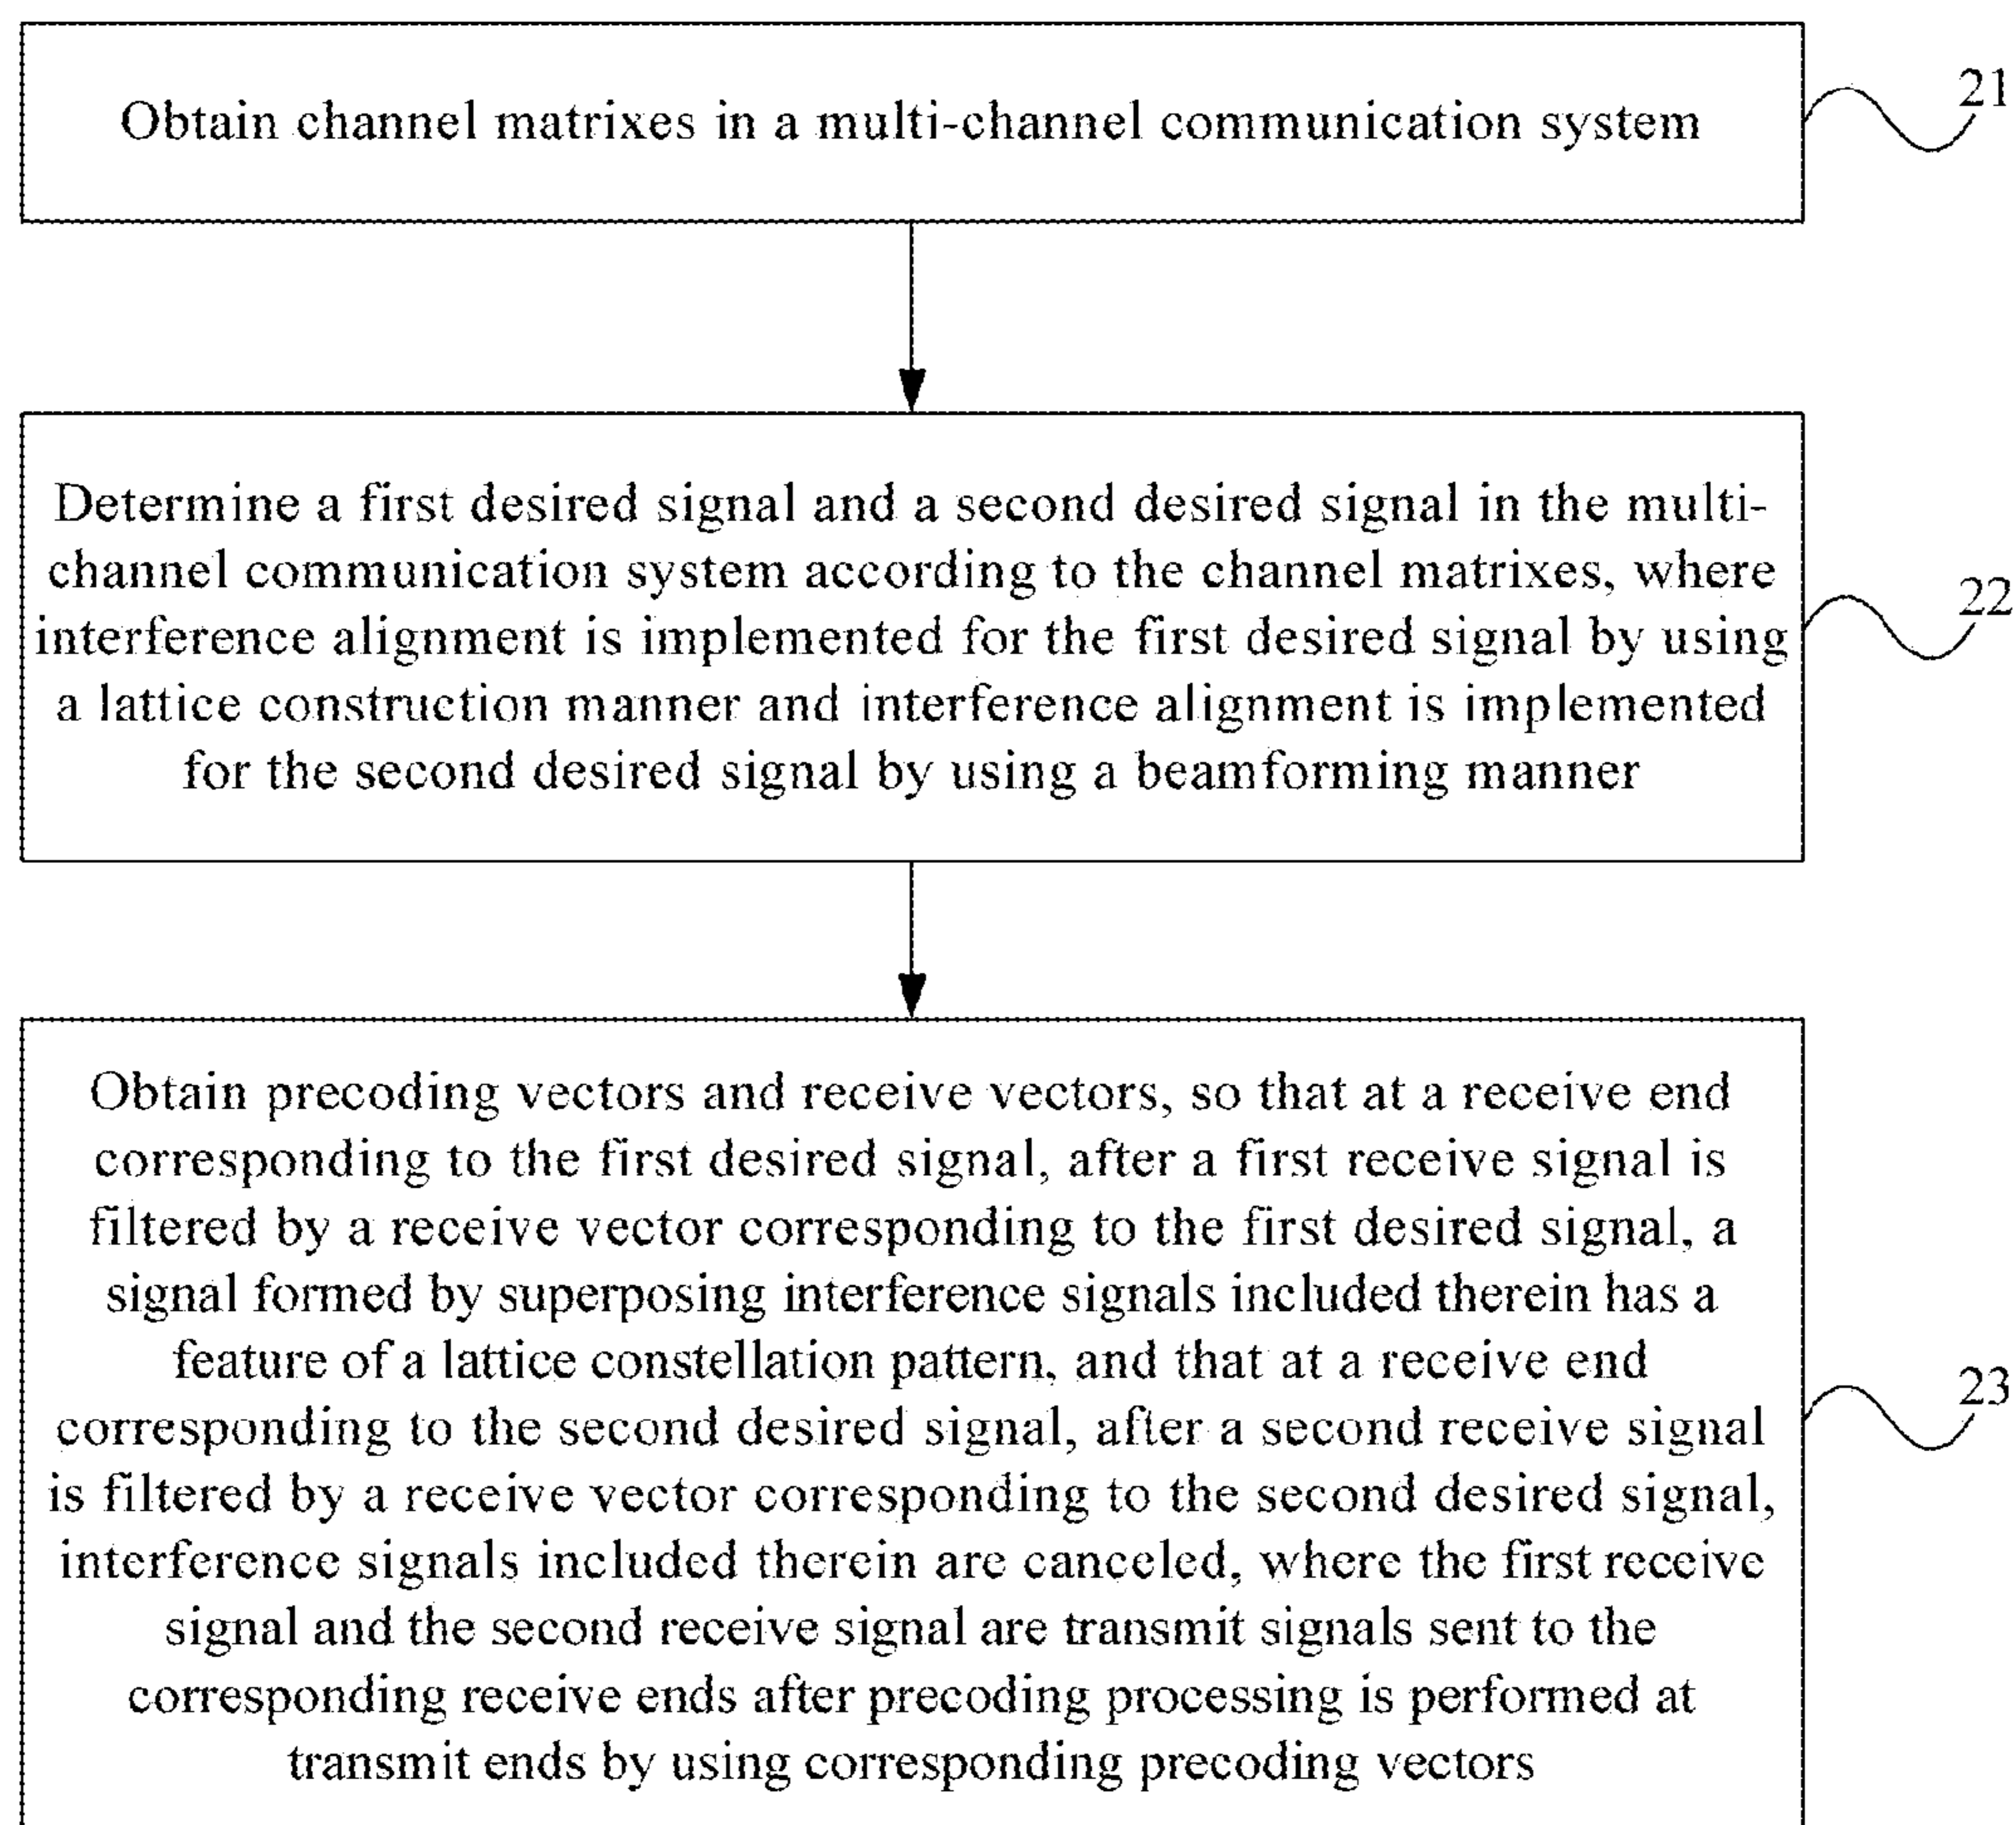 Obtain channel matrixes in a multi-channel communication system
21
Determine a first desired signal and a second desired signal in the multi-
channel communication system according to the channel matrixes, where
interference alignment is implemented for the first desired signal by using
a lattice construction manner and interference alignment is implemented
for the second desired signal by using a beamforming manner
22
Obtain precoding vectors and receive vectors, so that at a receive end
corresponding to the first desired signal, after a first receive signal is
filtered by a receive vector corresponding to the first desired signal, a
signal formed by superposing interference signals included therein has a
feature of a lattice constellation pattern, and that at a receive end
corresponding to the second desired signal, after a second receive signal
is filtered by a receive vector corresponding to the second desired signal,
interference signals included therein are canceled, where the first receive
signal and the second receive signal are transmit signals sent to the
corresponding receive ends after precoding processing is performed at
transmit ends by using corresponding precoding vectors
23